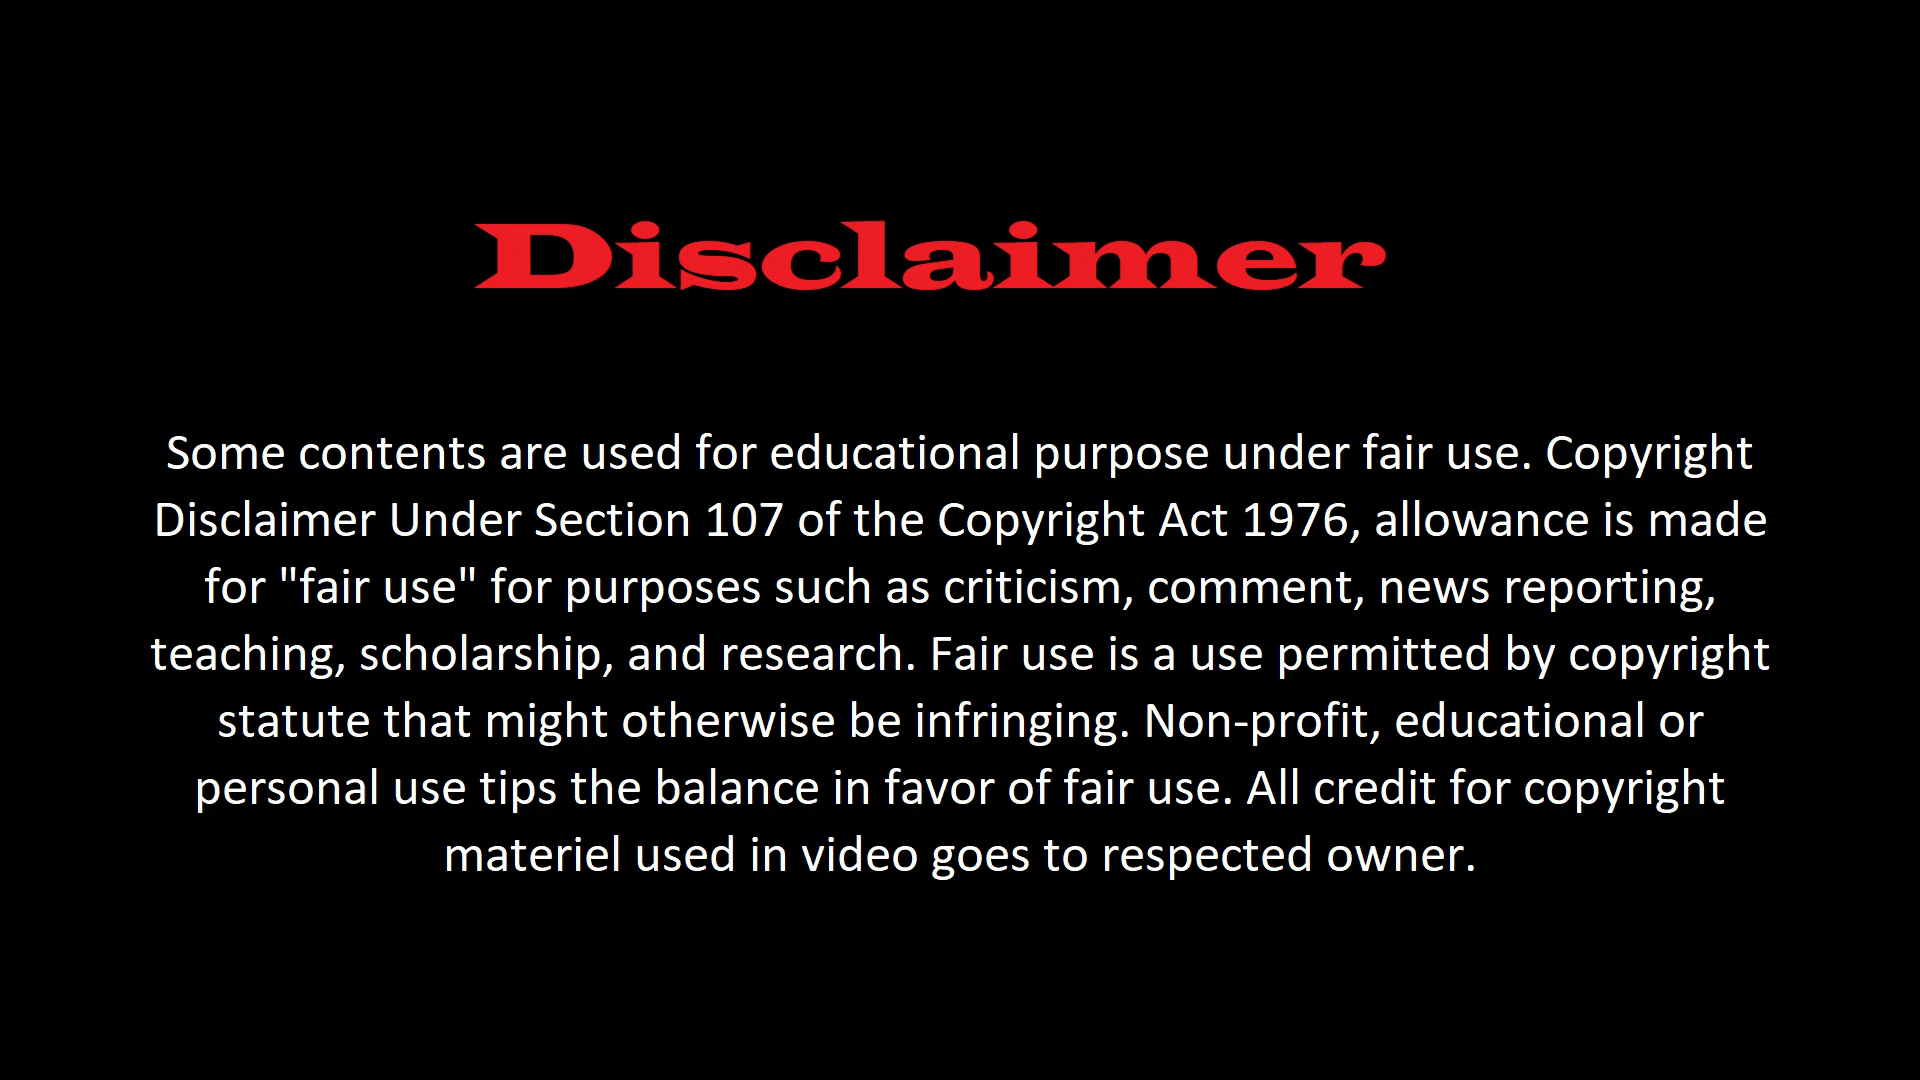 Disclaimer
Some contents are used for educational purpose under fair use. Copyright
Disclaimer Under Section 107 of the Copyright Act 1976, allowance is made
for "fair use" for purposes such as criticism, comment, news reporting,
teaching, scholarship, and research. Fair use is a use permitted by copyright
statute that might otherwise be infringing. Non-profit, educational or
personal use tips the balance in favor of fair use. All credit for copyright
materiel used in video goes to respected owner.